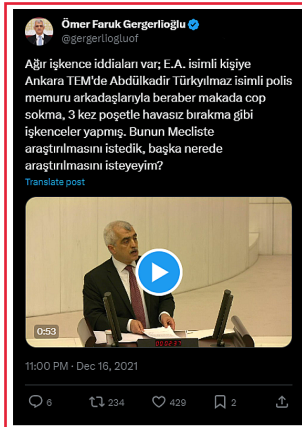 Ömer Faruk Gergerlioğlu
@gergerliogluof
Ağır işkence iddiaları var; E.A. isimli kişiye
Ankara TEM'de Abdülkadir Türkyılmaz isimli polis
memuru arkadaşlarıyla beraber makada cop
sokma, 3 kez poşetle havasız bırakma gibi
işkenceler yapmış. Bunun Mecliste
araştırılmasını istedik, başka nerede
araştırılmasını isteyeyim?
Translate post
0:53
11:00 PM · Dec 16, 2021
6 234 429 2